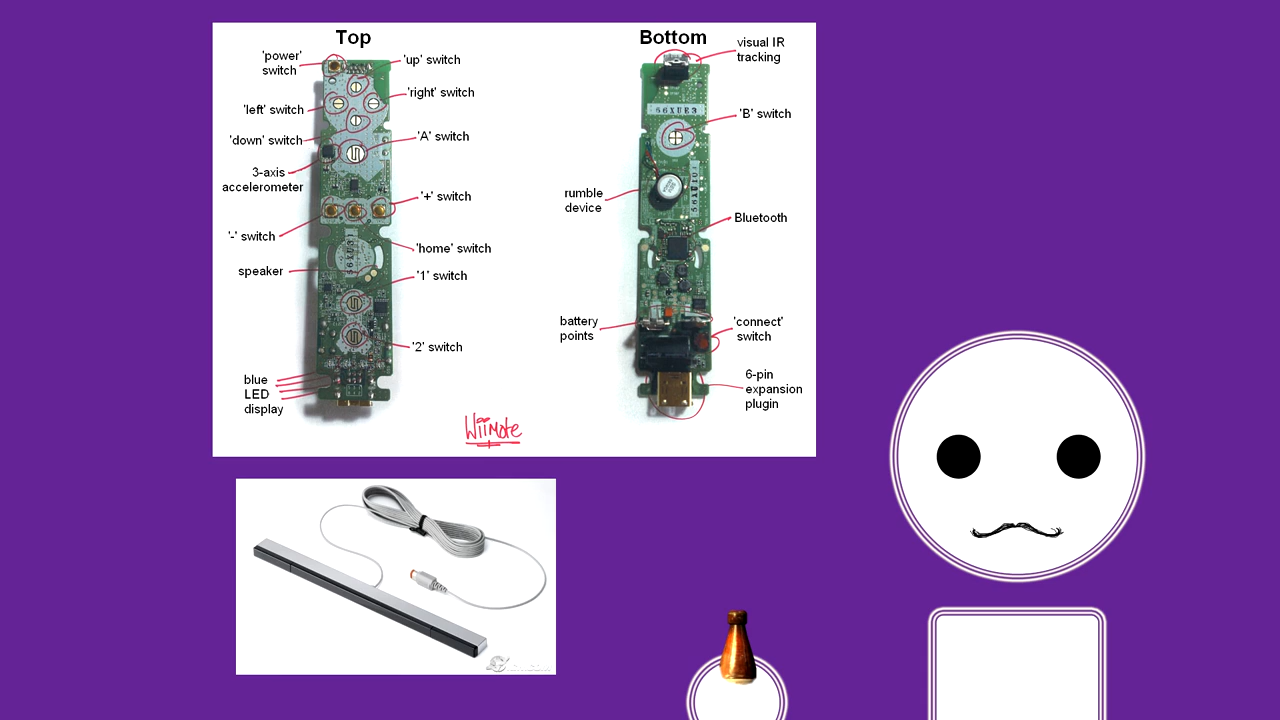 Top
'power'
switch
'up' switch
'right' switch
'left' switch
'down' switch
'A' switch
3-axis
accelerometer
'+' switch
'-' switch
'home' switch
speaker
'1' switch
'2' switch
blue
LED
display
Wiimote
Bottom
visual IR
tracking
56XUE3
'B' switch
rumble
device
Bluetooth
battery
points
'connect'
switch
6-pin
expansion
plugin